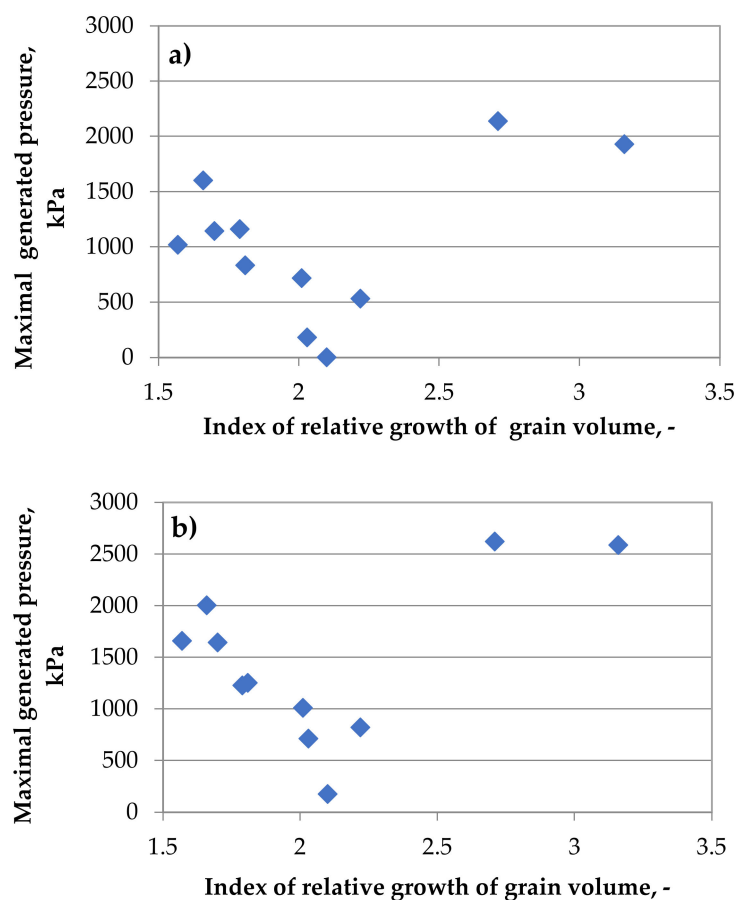 a)
3000
2500
2000
1500
1000
500
0
Maximal generated pressure,
kPa
1.5 2 2.5 3 3.5
Index of relative growth of grain volume, -
b)
3000
2500
2000
1500
1000
500
0
Maximal generated pressure,
kPa
1.5 2 2.5 3 3.5
Index of relative growth of grain volume, -